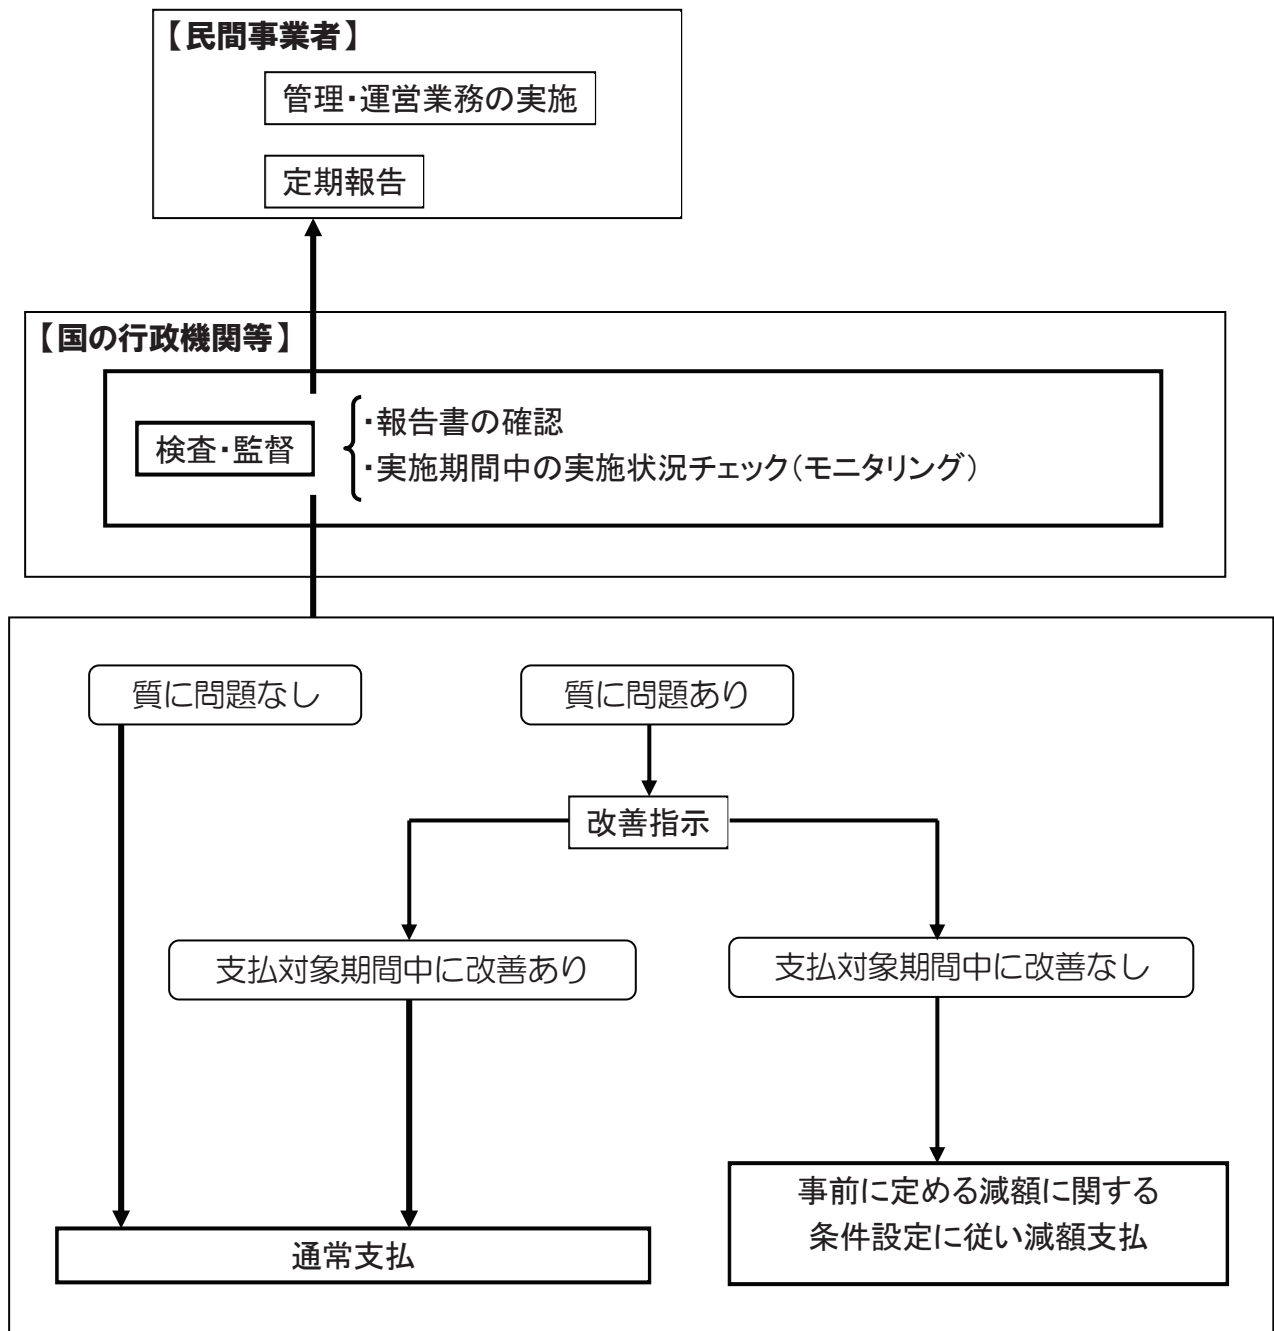 【民間事業者】
管理・運営業務の実施
定期報告
【国の行政機関等】
検査・監督
・報告書の確認
・実施期間中の実施状況チェック（モニタリング）
質に問題なし
質に問題あり
改善指示
支払対象期間中に改善あり
支払対象期間中に改善なし
事前に定める減額に関する
条件設定に従い減額支払
通常支払